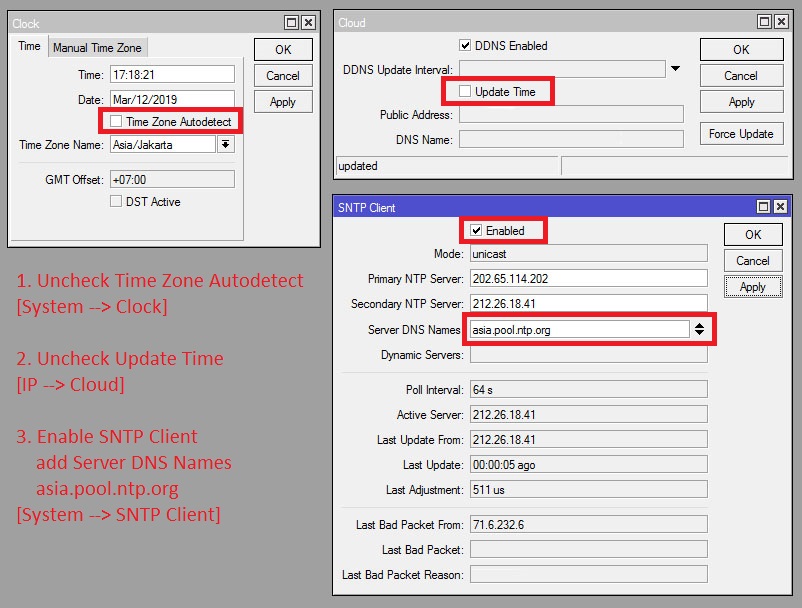 Clock
Time Manual Time Zone
Time: 17:18:21
Date: Mar/12/2019
Time Zone Autodetect
Time Zone Name: Asia/Jakarta
GMT Offset: +07:00
DST Active
OK
Cancel
Apply
Cloud
DDNS Enabled
DDNS Update Interval:
Update Time
Public Address:
DNS Name:
updated
OK
Cancel
Apply
Force Update
SNTP Client
Enabled
Mode: unicast
Primary NTP Server: 202.65.114.202
Secondary NTP Server: 212.26.18.41
Server DNS Names: asia.pool.ntp.org
Dynamic Servers:
Poll Interval: 64 s
Active Server: 212.26.18.41
Last Update From: 212.26.18.41
Last Update: 00:00:05 ago
Last Adjustment: 511 us
Last Bad Packet From: 71.6.232.6
Last Bad Packet:
Last Bad Packet Reason:
OK
Cancel
Apply
1. Uncheck Time Zone Autodetect
[System --> Clock]
2. Uncheck Update Time
[IP --> Cloud]
3. Enable SNTP Client
add Server DNS Names
asia.pool.ntp.org
[System --> SNTP Client]